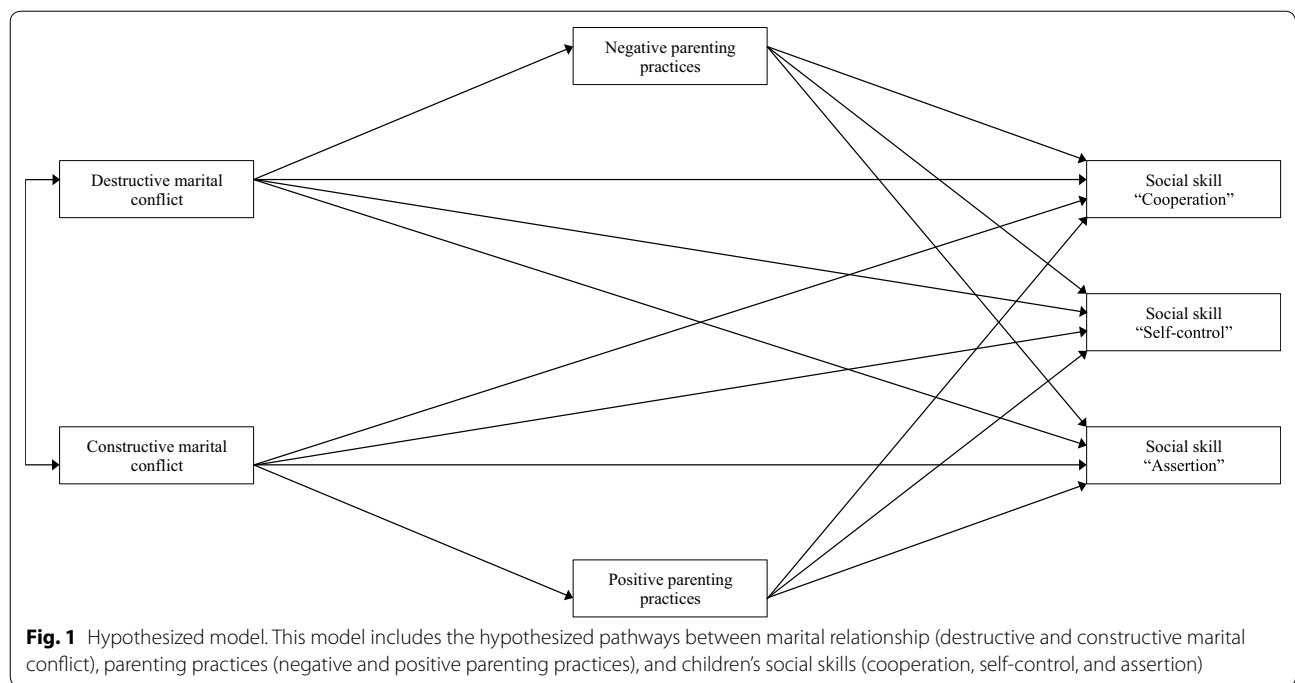 Negative parenting
practices
Destructive marital
conflict
Social skill
“Cooperation”
Social skill
“Self-control”
Constructive marital
conflict
Social skill
“Assertion”
Positive parenting
practices
Fig. 1 Hypothesized model. This model includes the hypothesized pathways between marital relationship (destructive and constructive marital
conflict), parenting practices (negative and positive parenting practices), and children’s social skills (cooperation, self-control, and assertion)